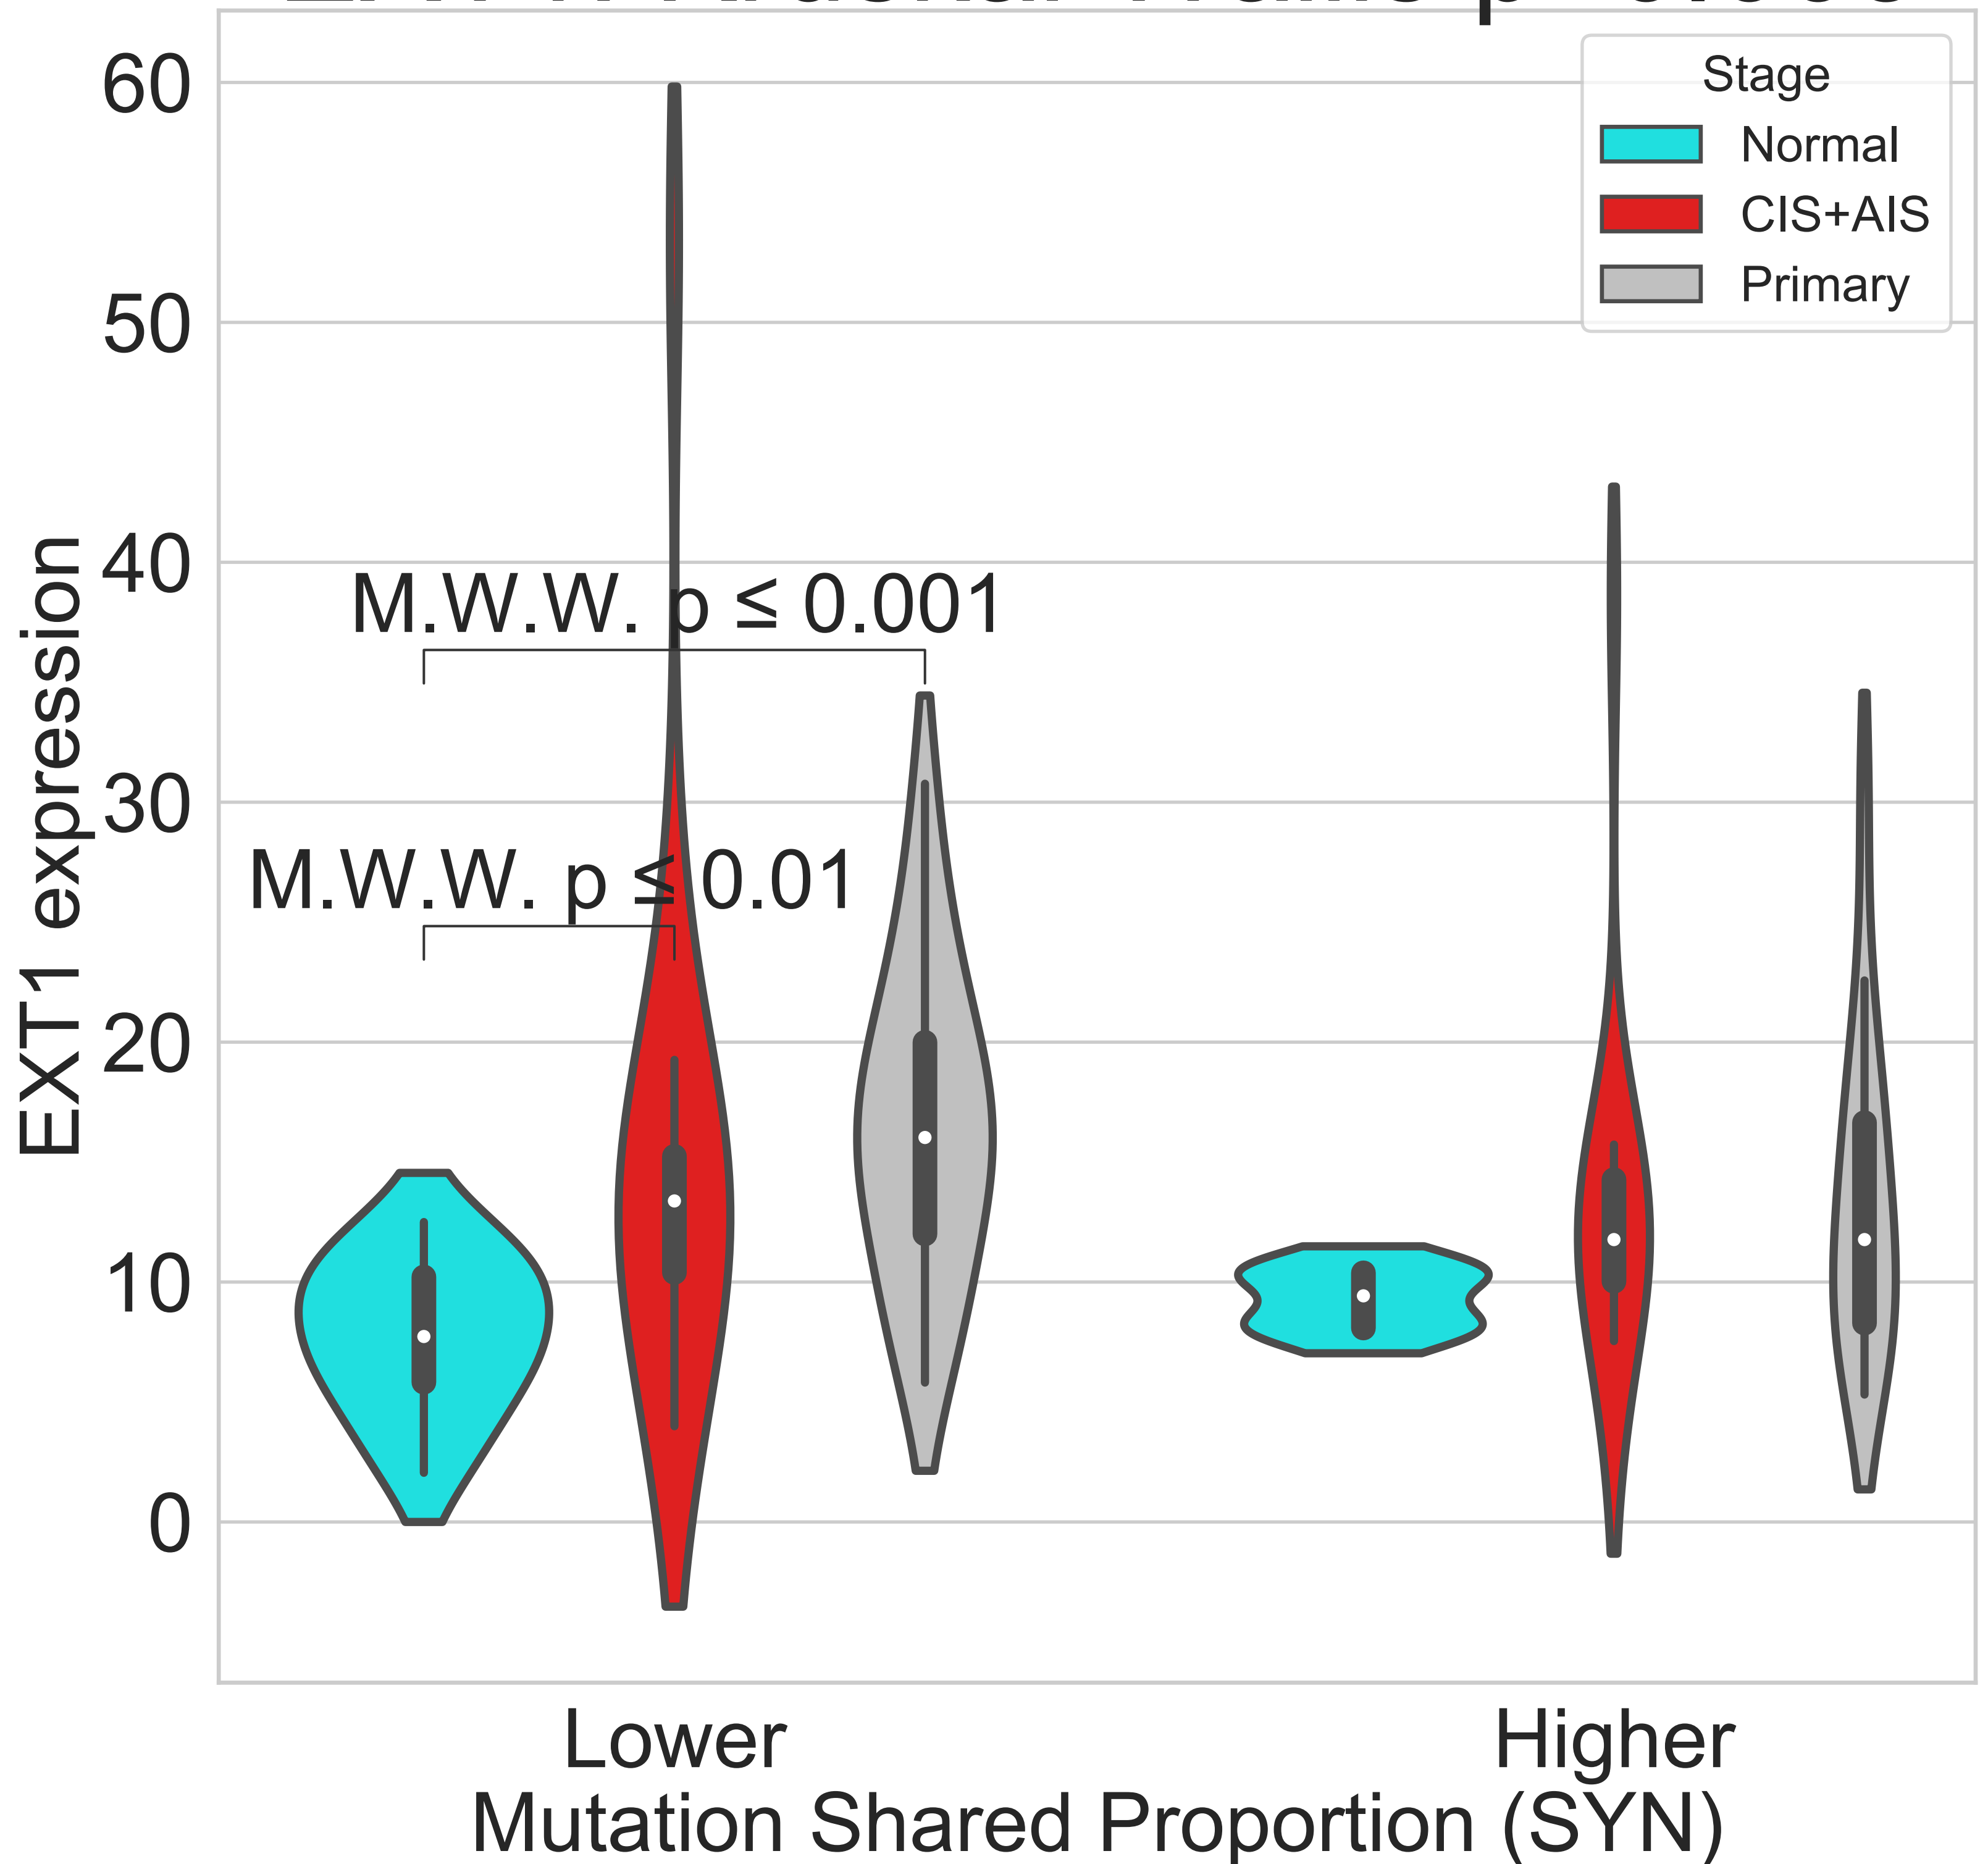 60
50
40
30
20
10
0
EXT1 expression
Stage
Normal
CIS+AIS
Primary
M.W.W. p ≤ 0.001
M.W.W. p ≤ 0.01
Lower
Higher
Mutation Shared Proportion (SYN)